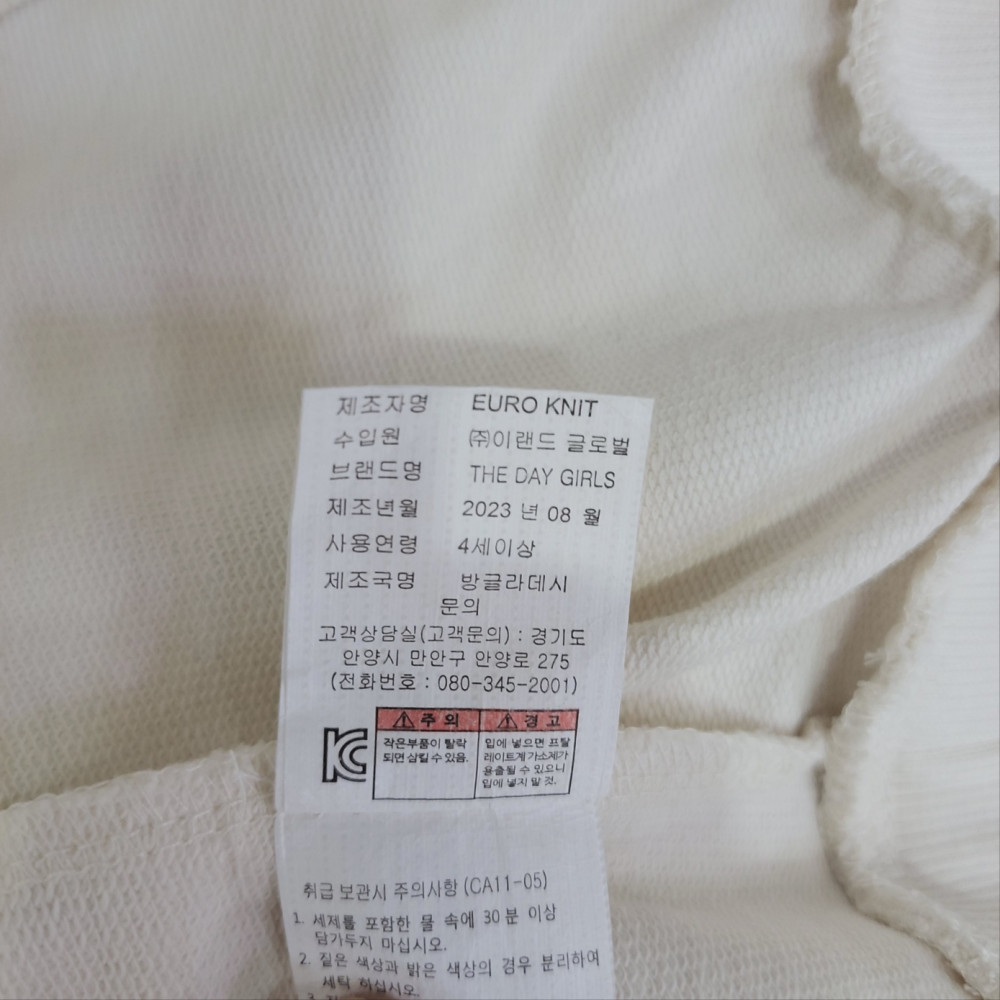 제조자명 EURO KNIT
수입원 ㈜이랜드 글로벌
브랜드명 THE DAY GIRLS
제조년월 2023 년 08 월
사용연령 4세이상
제조국명 방글라데시
문의
고객상담실(고객문의) : 경기도
안양시 만안구 안양로 275
(전화번호 : 080-345-2001)
⚠주 의 ⚠경 고
작은부품이 탈락
되면 삼킬 수 있음.
입에 넣으면 프탈
레이트계 가소제가
용출될 수 있으니
입에 넣지 말 것.
취급 보관시 주의사항 (CA11-05)
1. 세제를 포함한 물 속에 30 분 이상
담가두지 마십시오.
2. 짙은 색상과 밝은 색상의 경우 분리하여
세탁 하십시오.